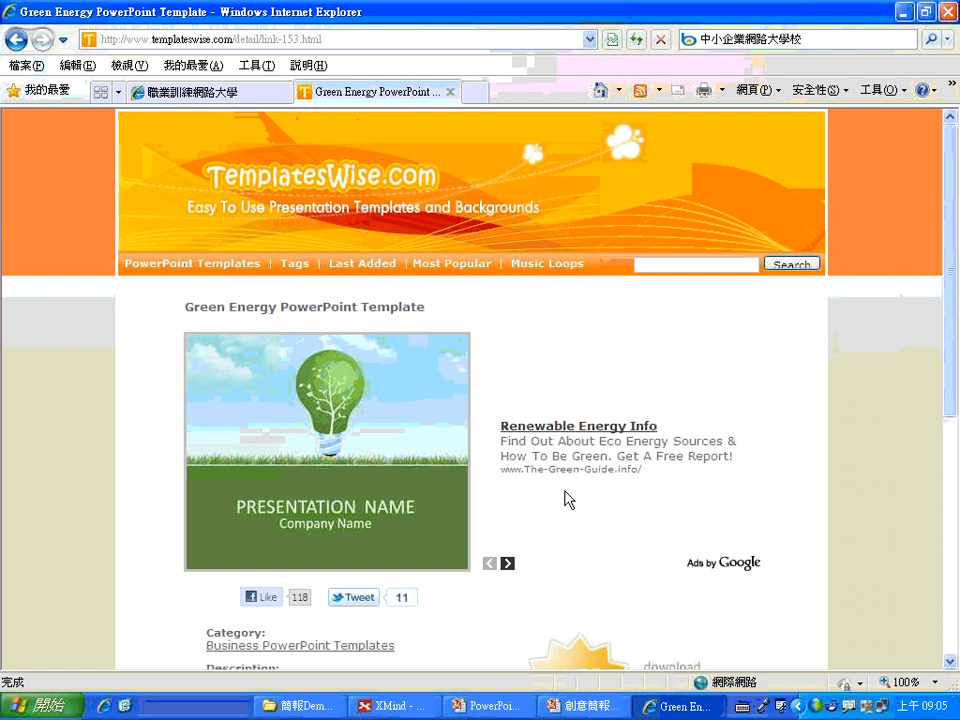 Green Energy PowerPoint Template - Windows Internet Explorer
http://www.templateswise.com/detail/link-153.html
中小企業網路大學校
檔案(F) 編輯(E) 檢視(V) 我的最愛(A) 工具(T) 說明(H)
我的最愛 職業訓練網路大學 Green Energy PowerPoint ... 網頁(P) 安全性(S) 工具(O) »
TemplatesWise.com
Easy To Use Presentation Templates and Backgrounds
PowerPoint Templates | Tags | Last Added | Most Popular | Music Loops Search
Green Energy PowerPoint Template
PRESENTATION NAME
Company Name
Renewable Energy Info
Find Out About Eco Energy Sources &
How To Be Green. Get A Free Report!
www.The-Green-Guide.info/
Ads by Google
Like 118 Tweet 11
Category:
Business PowerPoint Templates
Description:
download
完成 網際網路 100%
開始 簡報Dem... XMind - ... PowerPoi... 創意簡報... Green En... 上午 09:05